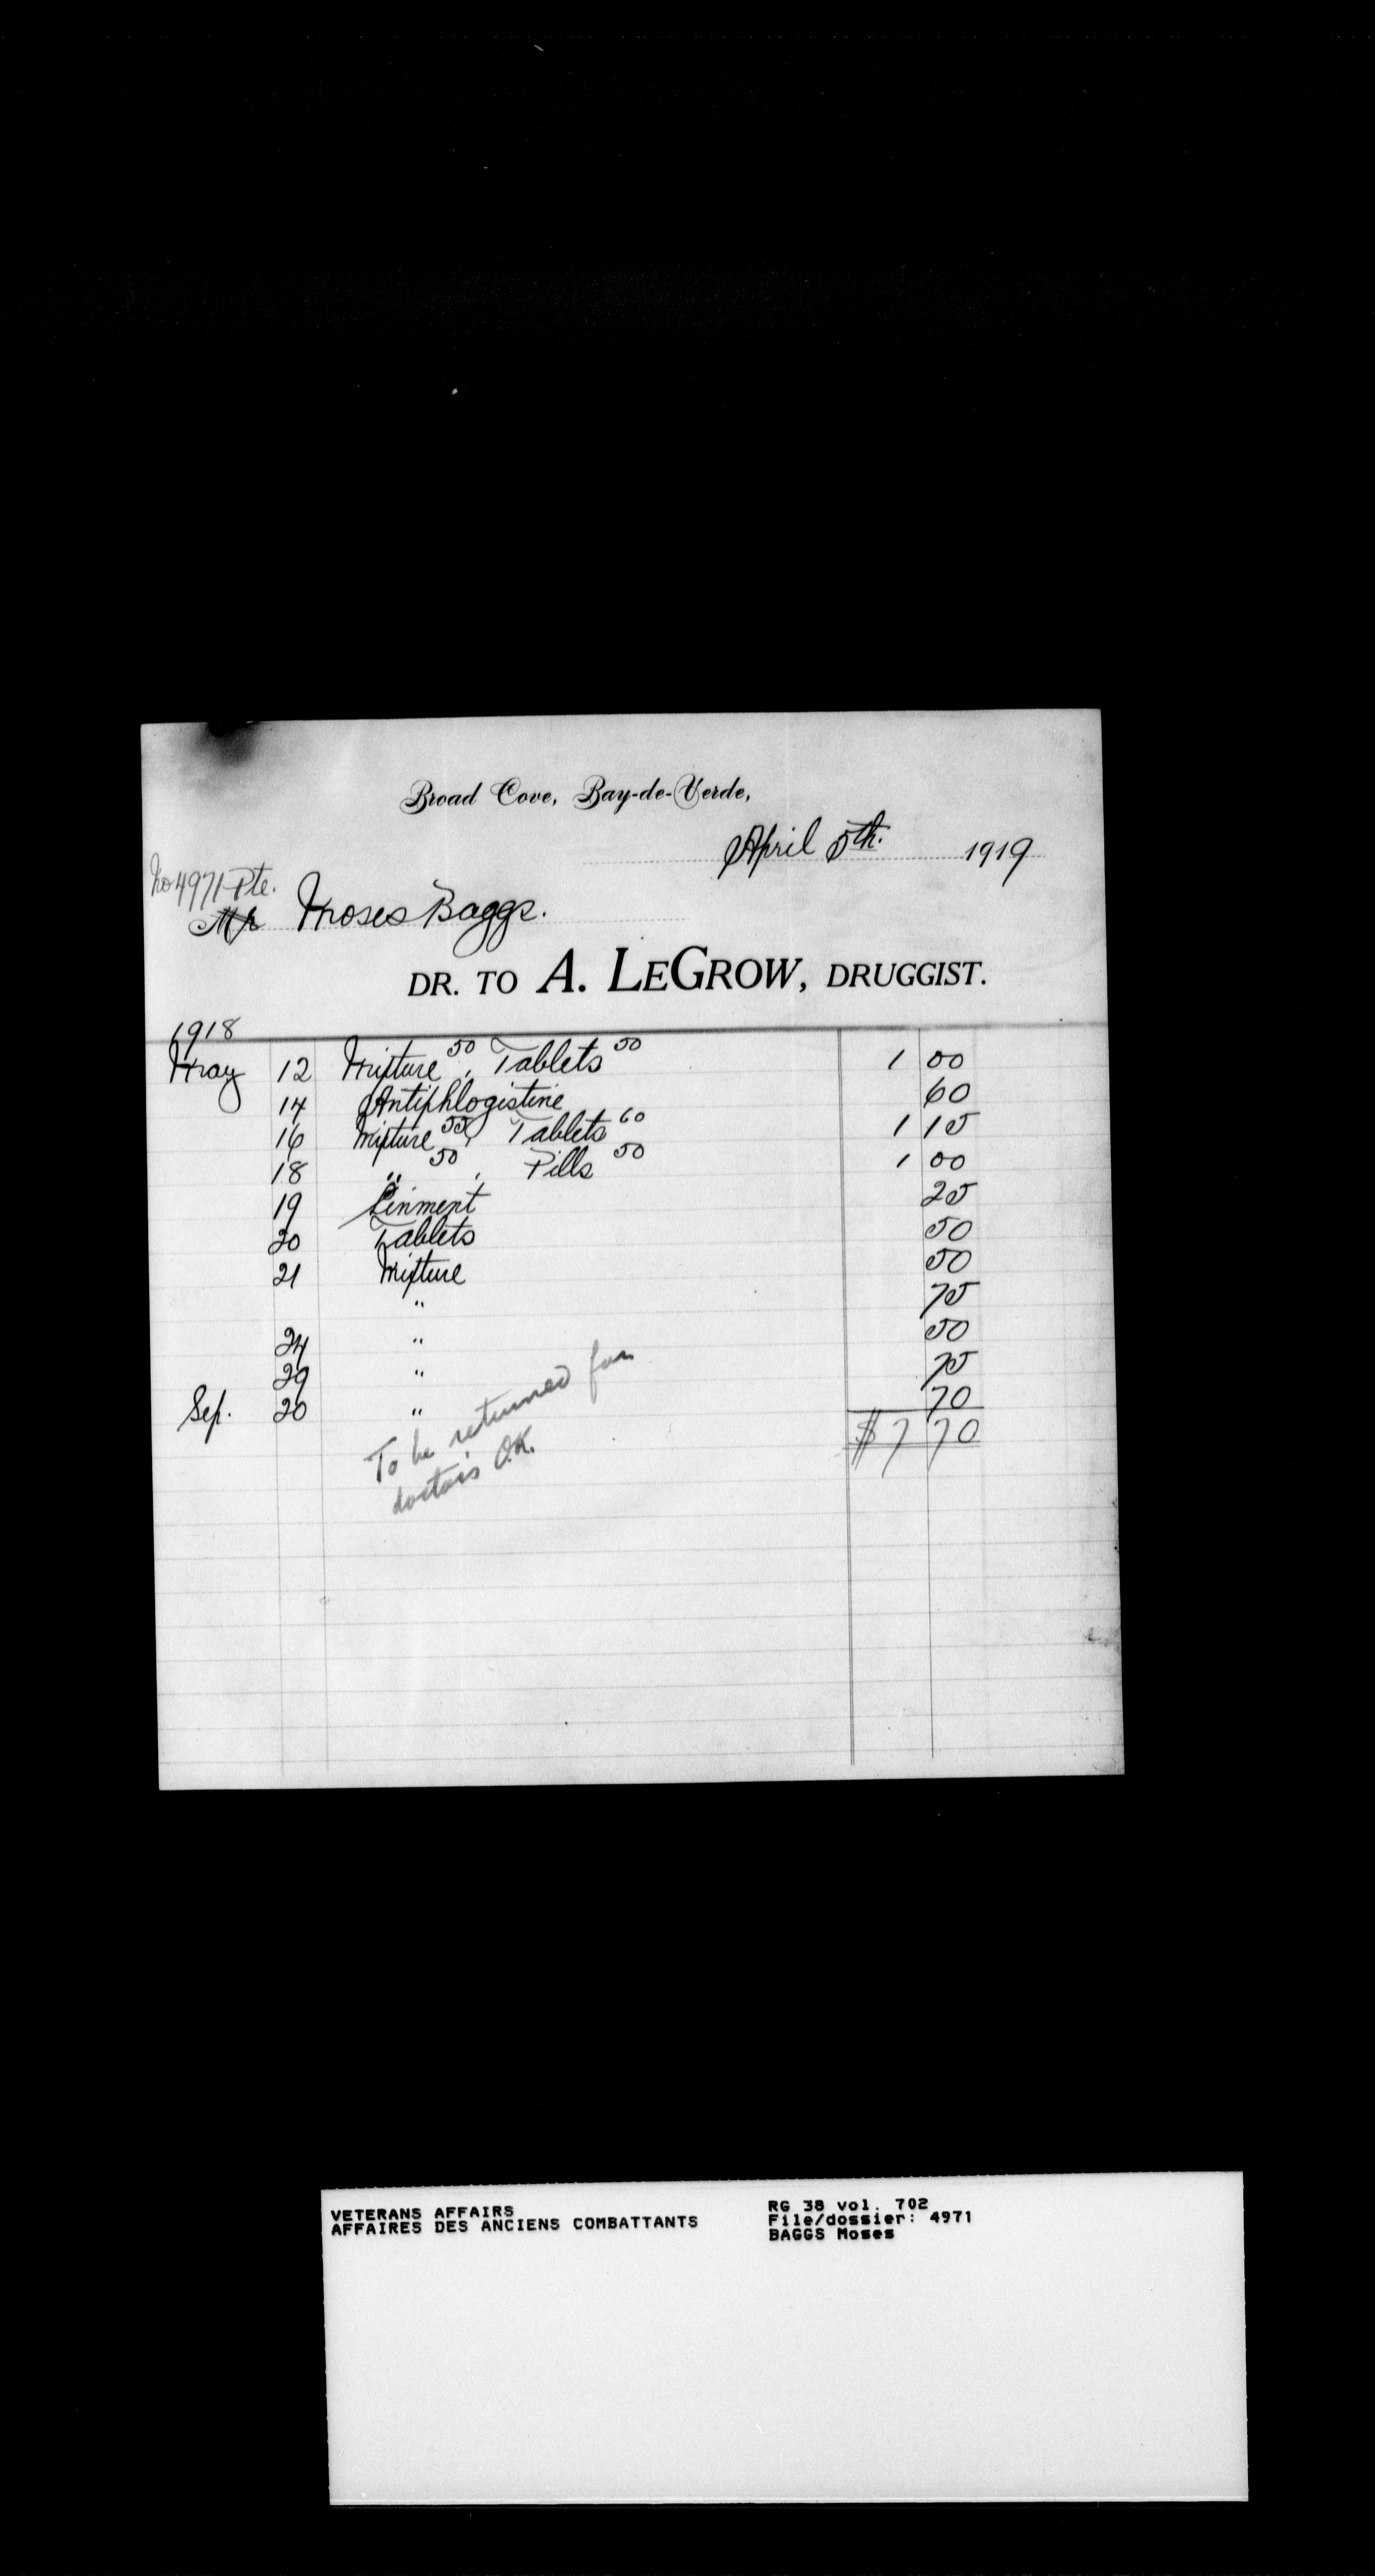 Broad Cove, Bay-de-Verde,
April 5th. 1919
No 4971 Pte.
Mr Moses Baggs.
DR. TO A. LEGROW, DRUGGIST.
1918
May 12 Mixture 50, Tablets 50 1 00
14 Antiphlogistine 60
16 Mixture 55, Tablets 60 1 15
18 " 50, Pills 50 1 00
19 Linment 25
20 Tablets 50
21 Mixture 50
" 75
24 " 50
29 " 75
Sep. 20 " 70
$7 70
To be returned for
doctors O.K.
VETERANS AFFAIRS
AFFAIRES DES ANCIENS COMBATTANTS
RG 38 vol. 702
File/dossier: 4971
BAGGS Moses